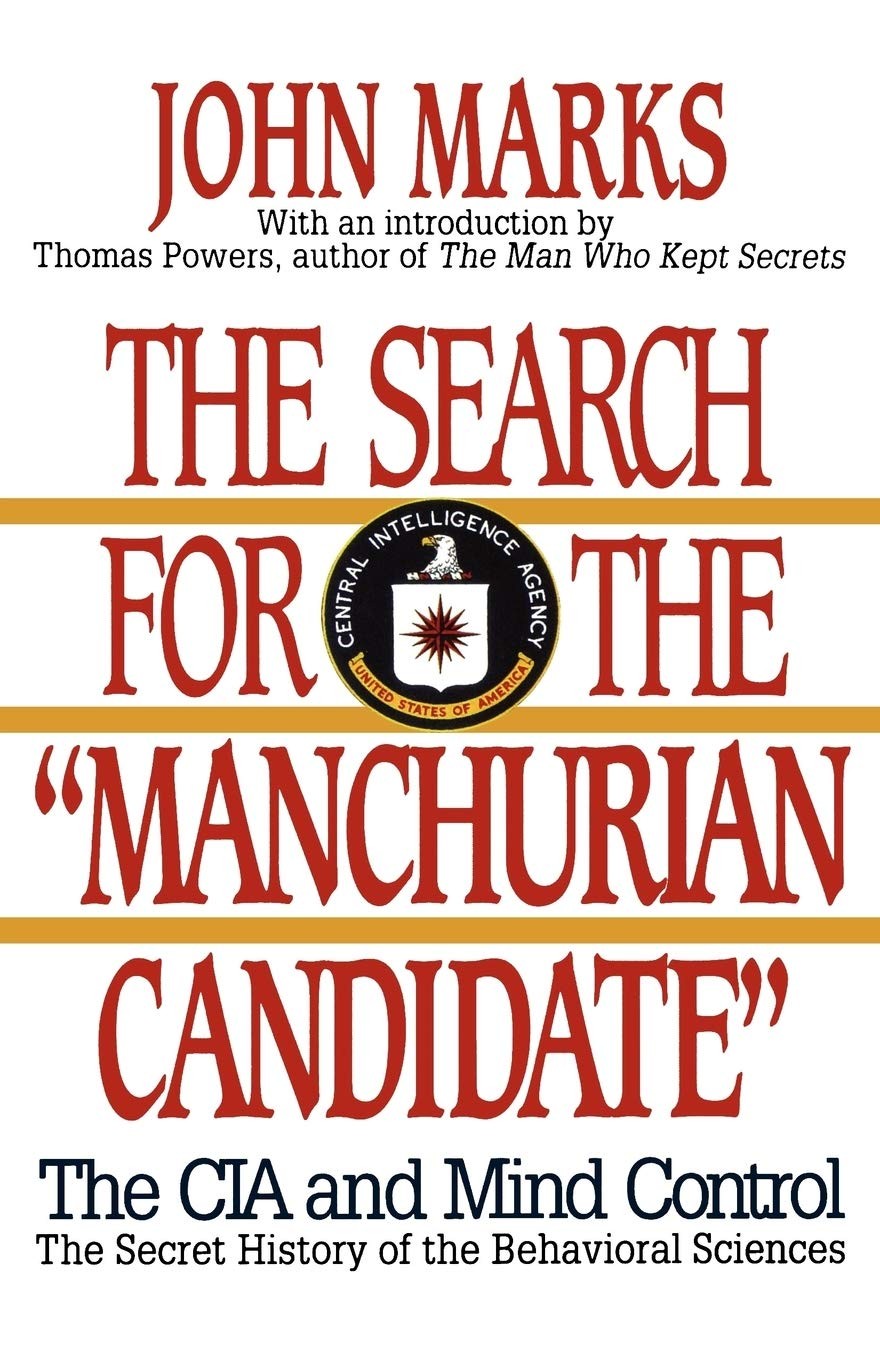 JOHN MARKS
With an introduction by
Thomas Powers, author of The Man Who Kept Secrets
THE SEARCH
FOR THE
CENTRAL INTELLIGENCE AGENCY
UNITED STATES OF AMERICA
“MANCHURIAN
CANDIDATE”
The CIA and Mind Control
The Secret History of the Behavioral Sciences